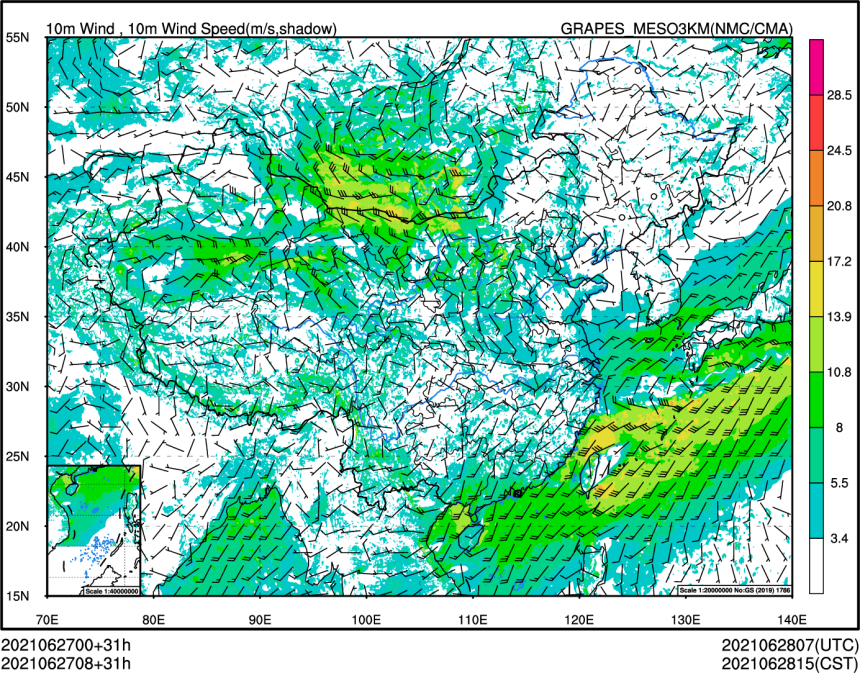 10m Wind , 10m Wind Speed(m/s,shadow) GRAPES_MESO3KM(NMC/CMA)
55N
50N
45N
40N
35N
30N
25N
20N
15N
28.5
24.5
20.8
17.2
13.9
10.8
8
5.5
3.4
Scale 1:40000000
Scale 1:20000000 No:GS (2019) 1786
70E 80E 90E 100E 110E 120E 130E 140E
2021062700+31h 2021062807(UTC)
2021062708+31h 2021062815(CST)